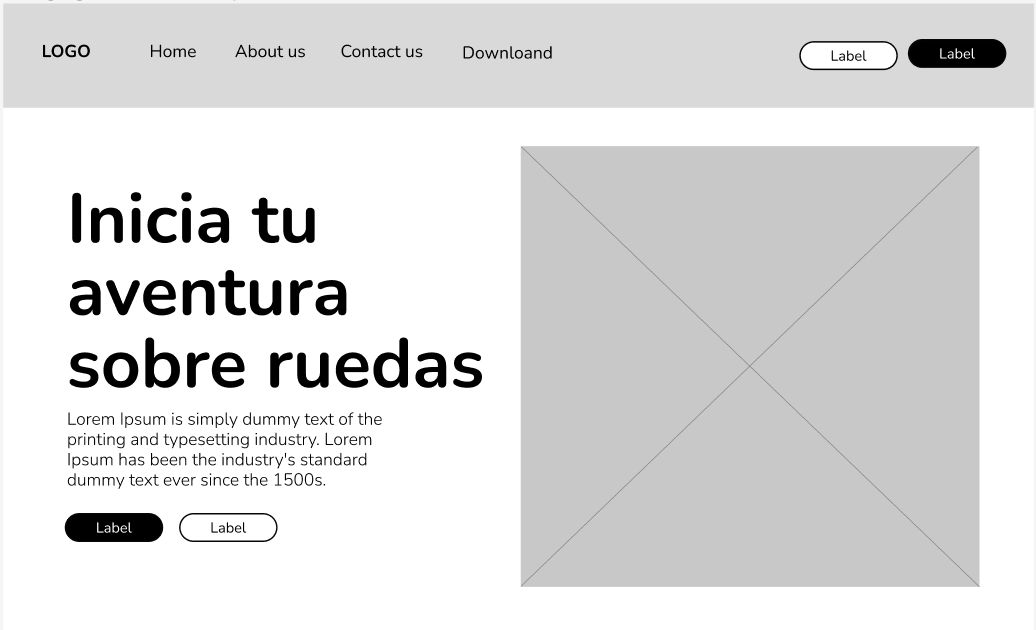 LOGO
Home
About us
Contact us
Downloand
Label
Label
Inicia tu
aventura
sobre ruedas
Lorem Ipsum is simply dummy text of the
printing and typesetting industry. Lorem
Ipsum has been the industry's standard
dummy text ever since the 1500s.
Label
Label